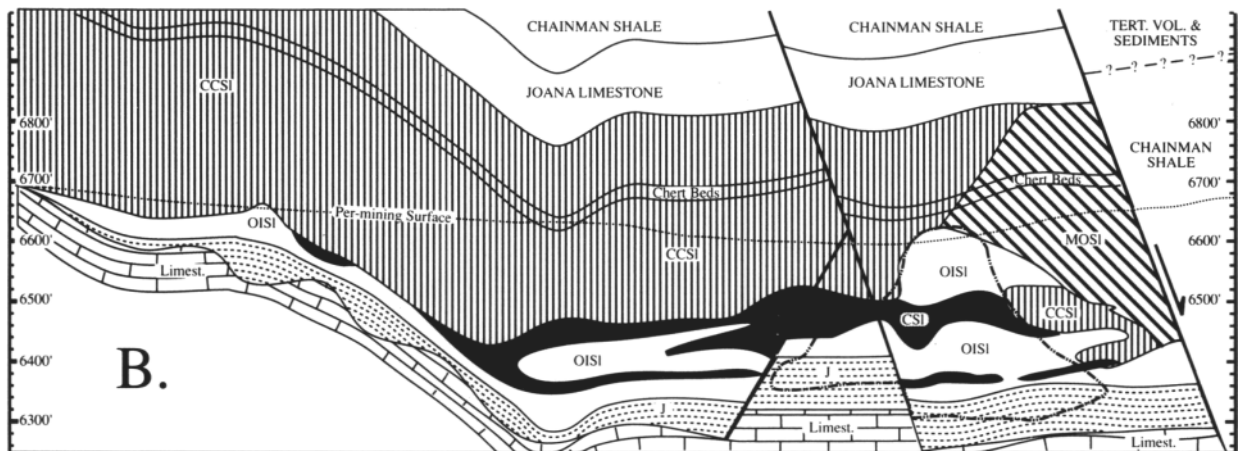 CHAINMAN SHALE
CHAINMAN SHALE
TERT. VOL. &
SEDIMENTS
? ? ? ? ? ?
CCSl
JOANA LIMESTONE
JOANA LIMESTONE
6800'
6800'
CHAINMAN
SHALE
6700'
Chert Beds
Chert Beds
6700'
Per-mining Surface
OISl
6600'
MOSl
6600'
Limest.
CCSl
OISl
6500'
6500'
CSl
CCSl
6400'
B.
OISl
J
OISl
6400'
6300'
J
Limest.
Limest.
6300'